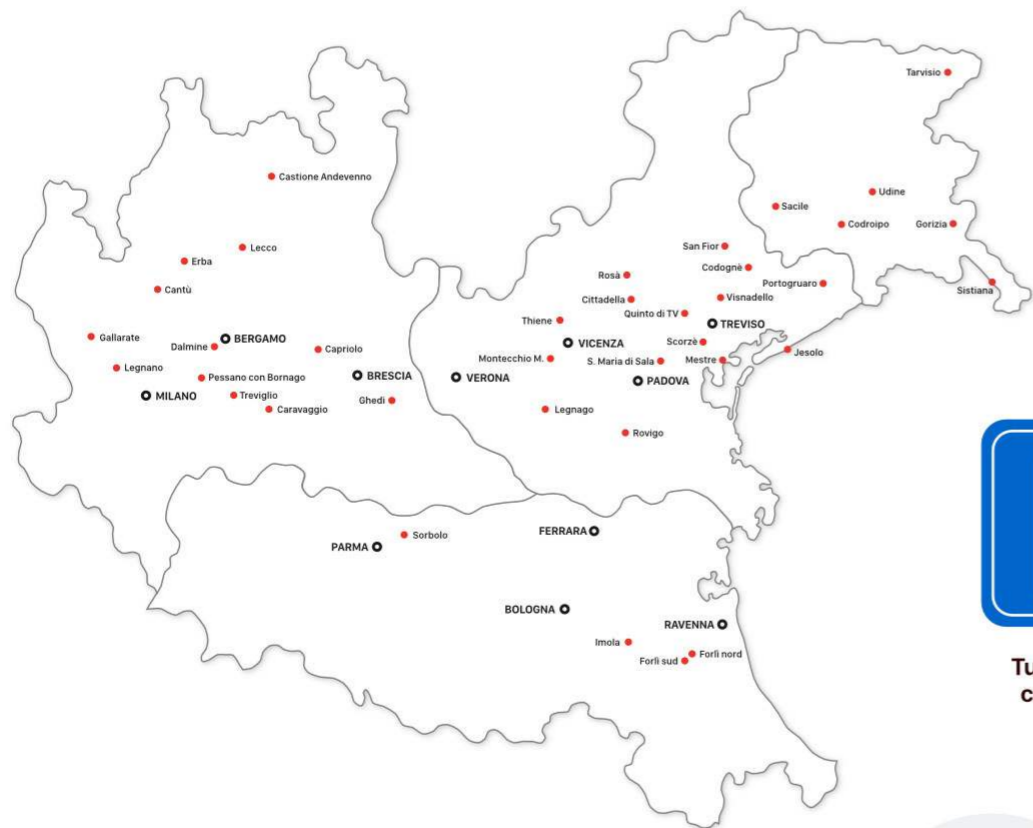 Tarvisio
Castione Andevenno
Udine
Sacile
Codroipo
Gorizia
San Fior
Lecco
Erba
Codognè
Rosà
Portogruaro
Sistiana
Cantù
Cittadella
Visnadello
Quinto di TV
Thiene
TREVISO
Gallarate
BERGAMO
VICENZA
Scorzè
Dalmine
Capriolo
Jesolo
Montecchio M.
S. Maria di Sala
Mestre
Legnano
Pessano con Bornago
BRESCIA
VERONA
PADOVA
MILANO
Treviglio
Ghedi
Caravaggio
Legnago
Rovigo
FERRARA
Sorbolo
PARMA
BOLOGNA
RAVENNA
Imola
Forlì nord
Forlì sud
Tu
c